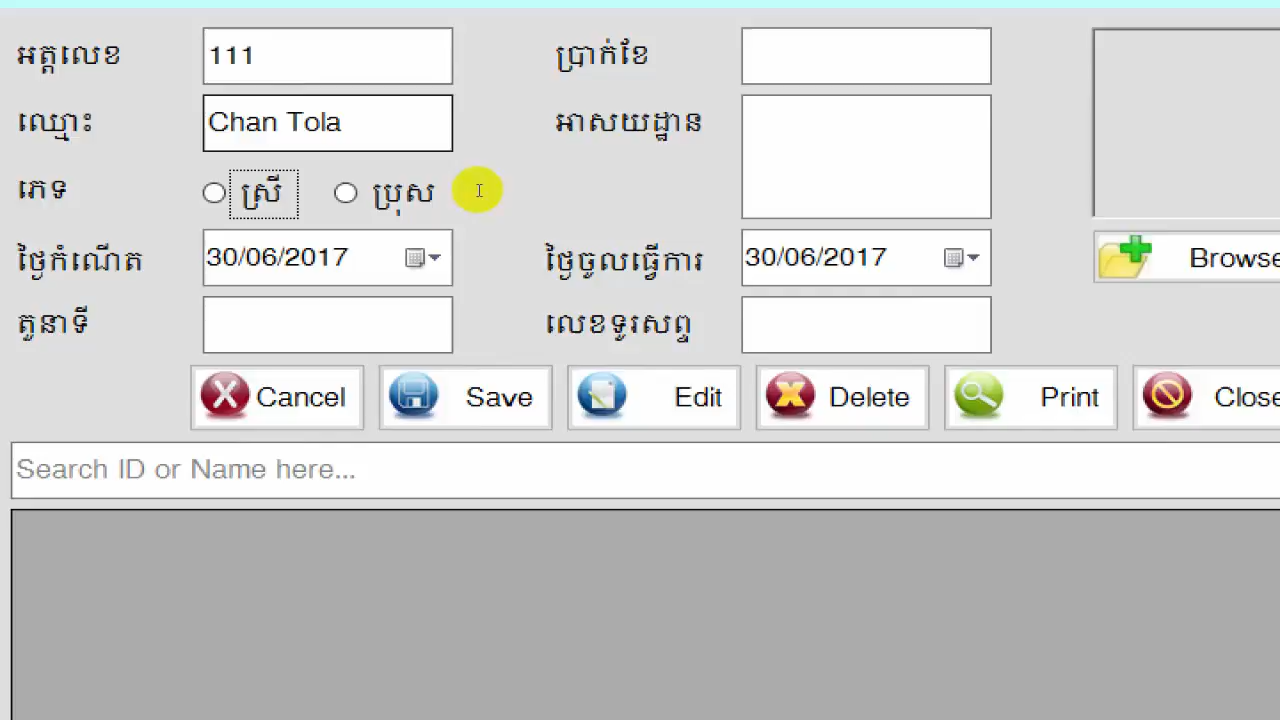 អត្តលេខ 111 ប្រាក់ខែ
ឈ្មោះ Chan Tola អាសយដ្ឋាន
ភេទ ស្រី ប្រុស
ថ្ងៃកំណើត 30/06/2017 ថ្ងៃចូលធ្វើការ 30/06/2017 Browse
តួនាទី លេខទូរសព្ទ
Cancel Save Edit Delete Print Close
Search ID or Name here...